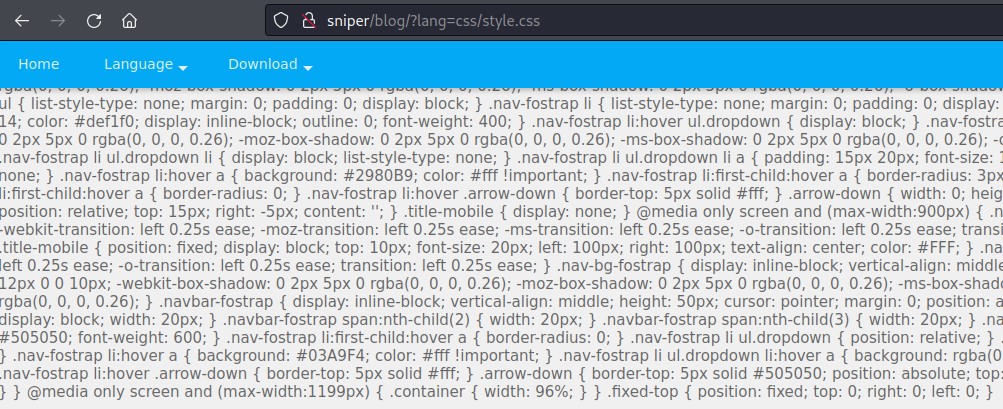 sniper/blog/?lang=css/style.css
Home Language Download
rgba(0, 0, 0, 0.26); -moz-box-shadow: 0 2px 5px 0 rgba(0, 0, 0, 0.26); -ms-box-shadow: 0 2px 5px 0 rgba(0, 0, 0, 0.26); -o-box-shadow
ul { list-style-type: none; margin: 0; padding: 0; display: block; } .nav-fostrap li { list-style-type: none; margin: 0; padding: 0; display:
14; color: #def1f0; display: inline-block; outline: 0; font-weight: 400; } .nav-fostrap li:hover ul.dropdown { display: block; } .nav-fostra
0 2px 5px 0 rgba(0, 0, 0, 0.26); -moz-box-shadow: 0 2px 5px 0 rgba(0, 0, 0, 0.26); -ms-box-shadow: 0 2px 5px 0 rgba(0, 0, 0, 0.26); -o
.nav-fostrap li ul.dropdown li { display: block; list-style-type: none; } .nav-fostrap li ul.dropdown li a { padding: 15px 20px; font-size: 1
none; } .nav-fostrap li:hover a { background: #2980B9; color: #fff !important; } .nav-fostrap li:first-child:hover a { border-radius: 3px
li:first-child:hover a { border-radius: 0; } .nav-fostrap li:hover .arrow-down { border-top: 5px solid #fff; } .arrow-down { width: 0; heig
position: relative; top: 15px; right: -5px; content: ''; } .title-mobile { display: none; } @media only screen and (max-width:900px) { .n
-webkit-transition: left 0.25s ease; -moz-transition: left 0.25s ease; -ms-transition: left 0.25s ease; -o-transition: left 0.25s ease; transi
.title-mobile { position: fixed; display: block; top: 10px; font-size: 20px; left: 100px; right: 100px; text-align: center; color: #FFF; } .na
left 0.25s ease; -o-transition: left 0.25s ease; transition: left 0.25s ease; } .nav-bg-fostrap { display: inline-block; vertical-align: middle
12px 0 0 10px; -webkit-box-shadow: 0 2px 5px 0 rgba(0, 0, 0, 0.26); -moz-box-shadow: 0 2px 5px 0 rgba(0, 0, 0, 0.26); -ms-box-shado
rgba(0, 0, 0, 0.26); } .navbar-fostrap { display: inline-block; vertical-align: middle; height: 50px; cursor: pointer; margin: 0; position: a
display: block; width: 20px; } .navbar-fostrap span:nth-child(2) { width: 20px; } .navbar-fostrap span:nth-child(3) { width: 20px; } .na
#505050; font-weight: 600; } .nav-fostrap li:first-child:hover a { border-radius: 0; } .nav-fostrap li ul.dropdown { position: relative; } .
} .nav-fostrap li:hover a { background: #03A9F4; color: #fff !important; } .nav-fostrap li ul.dropdown li:hover a { background: rgba(0
.nav-fostrap li:hover .arrow-down { border-top: 5px solid #fff; } .arrow-down { border-top: 5px solid #505050; position: absolute; top:
} } @media only screen and (max-width:1199px) { .container { width: 96%; } } .fixed-top { position: fixed; top: 0; right: 0; left: 0; }